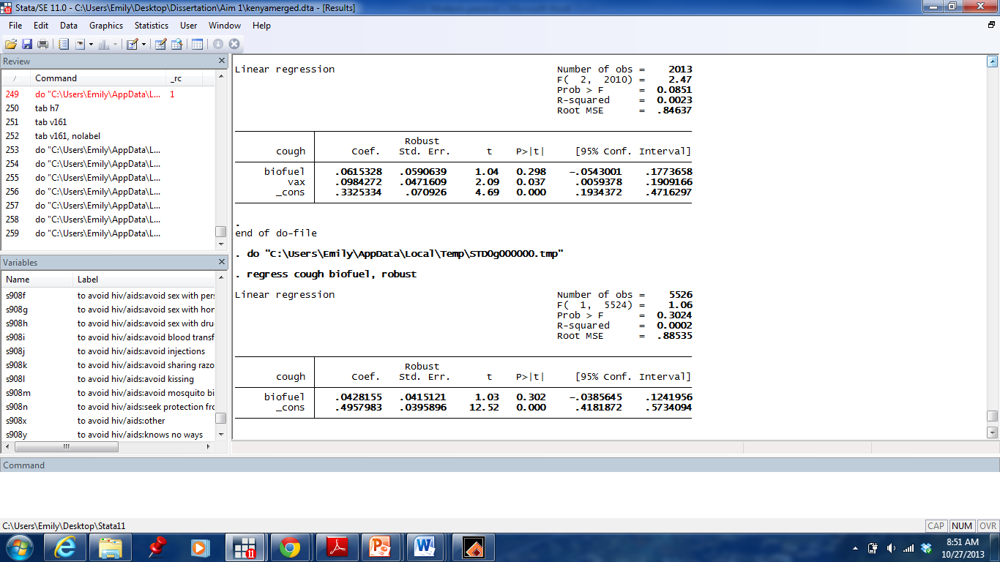 Stata/SE 11.0 - C:\Users\Emily\Desktop\Dissertation\Aim 1\kenyamerged.dta - [Results]
File Edit Data Graphics Statistics User Window Help
Review
Command _rc
249 do "C:\Users\Emily\AppData\L... 1
250 tab h7
251 tab v161
252 tab v161, nolabel
253 do "C:\Users\Emily\AppData\L...
254 do "C:\Users\Emily\AppData\L...
255 do "C:\Users\Emily\AppData\L...
256 do "C:\Users\Emily\AppData\L...
257 do "C:\Users\Emily\AppData\L...
258 do "C:\Users\Emily\AppData\L...
259 do "C:\Users\Emily\AppData\L...
Variables
Name Label
s908f to avoid hiv/aids:avoid sex with per
s908g to avoid hiv/aids:avoid sex with hor
s908h to avoid hiv/aids:avoid sex with dru
s908i to avoid hiv/aids:avoid blood transf
s908j to avoid hiv/aids:avoid injections
s908k to avoid hiv/aids:avoid sharing razo
s908l to avoid hiv/aids:avoid kissing
s908m to avoid hiv/aids:avoid mosquito bi
s908n to avoid hiv/aids:seek protection fro
s908x to avoid hiv/aids:other
s908y to avoid hiv/aids:knows no ways
Linear regression Number of obs = 2013
F( 2, 2010) = 2.47
Prob > F = 0.0851
R-squared = 0.0023
Root MSE = .84637
Robust
cough Coef. Std. Err. t P>|t| [95% Conf. Interval]
biofuel .0615328 .0590639 1.04 0.298 -.0543001 .1773658
vax .0984272 .0471609 2.09 0.037 .0059378 .1909166
_cons .3325334 .070926 4.69 0.000 .1934372 .4716297
.
end of do-file
. do "C:\Users\Emily\AppData\Local\Temp\STD0g000000.tmp"
. regress cough biofuel, robust
Linear regression Number of obs = 5526
F( 1, 5524) = 1.06
Prob > F = 0.3024
R-squared = 0.0002
Root MSE = .88535
Robust
cough Coef. Std. Err. t P>|t| [95% Conf. Interval]
biofuel .0428155 .0415121 1.03 0.302 -.0385645 .1241956
_cons .4957983 .0395896 12.52 0.000 .4181872 .5734094
Command
C:\Users\Emily\Desktop\Stata11
CAP NUM OVR
8:51 AM
10/27/2013